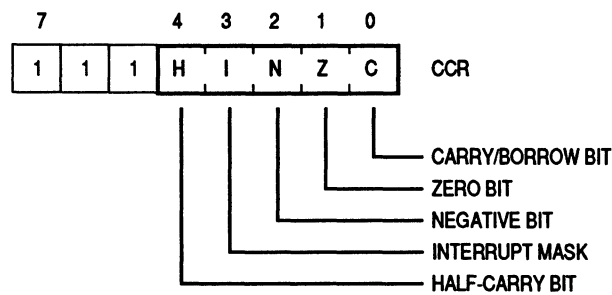 7 4 3 2 1 0
1 1 1 H I N Z C CCR
CARRY/BORROW BIT
ZERO BIT
NEGATIVE BIT
INTERRUPT MASK
HALF-CARRY BIT